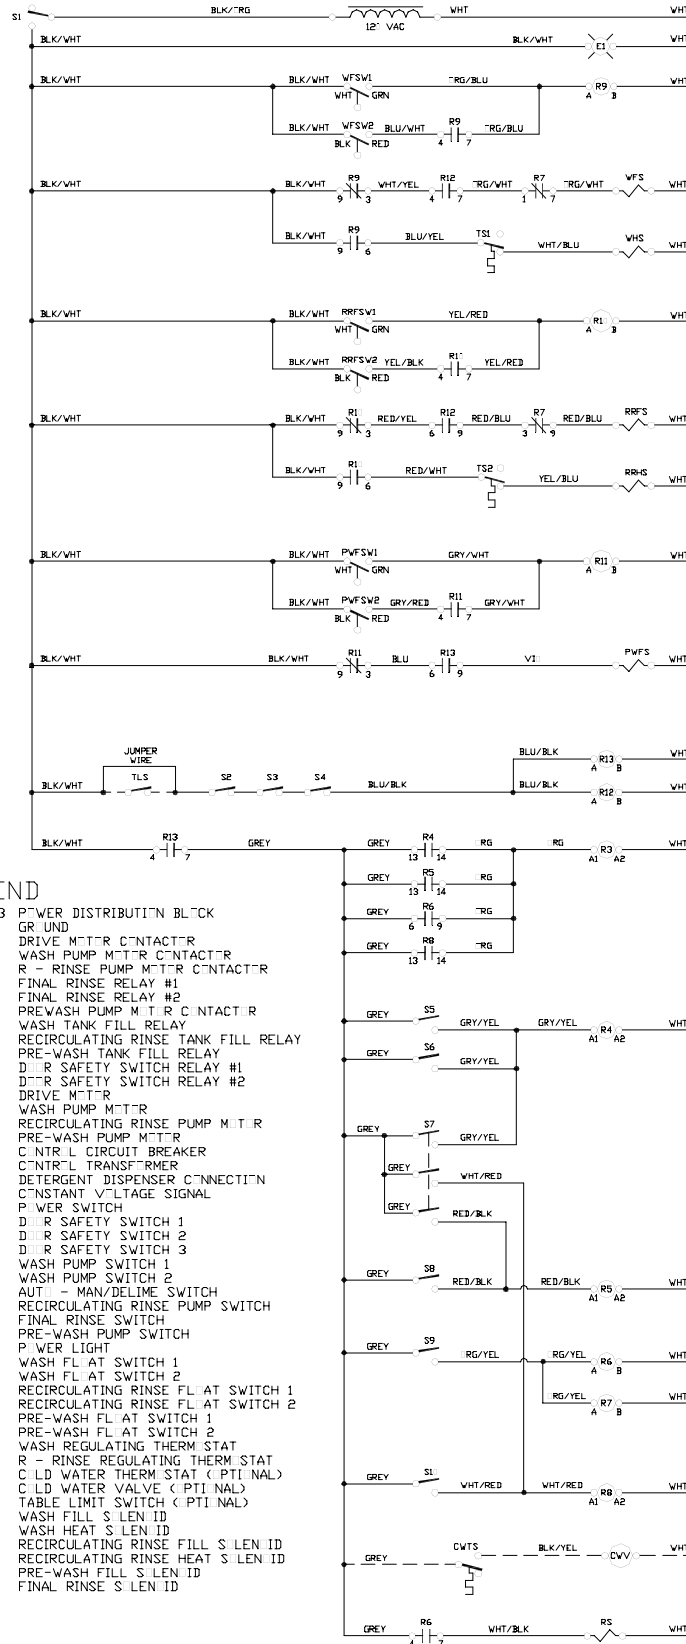 S1 BLK/ORG 120 VAC WHT
BLK/WHT BLK/WHT E1 WHT
BLK/WHT BLK/WHT WFSW1 ORG/BLU R9 WHT
WHT GRN A B
BLK/WHT WFSW2 BLU/WHT R9 ORG/BLU
BLK RED 4 7
BLK/WHT BLK/WHT R9 WHT/YEL R12 ORG/WHT R7 ORG/WHT WFS WHT
9 3 4 7 1 7
BLK/WHT R9 BLU/YEL TS1 WHT/BLU WHS WHT
9 6
BLK/WHT BLK/WHT RRFSW1 YEL/RED R10 WHT
WHT GRN A B
BLK/WHT RRFSW2 YEL/BLK R10 YEL/RED
BLK RED 4 7
BLK/WHT BLK/WHT R10 RED/YEL R12 RED/BLU R7 RED/BLU RRFS WHT
9 3 6 9 3 9
BLK/WHT R10 RED/WHT TS2 YEL/BLU RRHS WHT
9 6
BLK/WHT BLK/WHT PWFSW1 GRY/WHT R11 WHT
WHT GRN A B
BLK/WHT PWFSW2 GRY/RED R11 GRY/WHT
BLK RED 4 7
BLK/WHT BLK/WHT R11 BLU R13 VIO PWFS WHT
9 3 6 9
JUMPER
WIRE
BLU/BLK R13 WHT
A B
BLK/WHT TLS S2 S3 S4 BLU/BLK BLU/BLK R12 WHT
A B
BLK/WHT R13 GREY GREY R4 ORG ORG R3 WHT
4 7 13 14 A1 A2
GREY R5 ORG
13 14
GREY R6 ORG
6 9
GREY R8 ORG
13 14
GREY S5 GRY/YEL GRY/YEL R4 WHT
A1 A2
GREY S6 GRY/YEL
GREY S7 GRY/YEL
GREY WHT/RED
GREY RED/BLK
GREY S8 RED/BLK RED/BLK R5 WHT
A1 A2
GREY S9 ORG/YEL ORG/YEL R6 WHT
A B
ORG/YEL R7 WHT
A B
GREY S10 WHT/RED WHT/RED R8 WHT
A1 A2
GREY CWTS BLK/YEL CWV WHT
GREY R6 WHT/BLK RS WHT
4 7
END
3 POWER DISTRIBUTION BLOCK
GROUND
DRIVE MOTOR CONTACTOR
WASH PUMP MOTOR CONTACTOR
R - RINSE PUMP MOTOR CONTACTOR
FINAL RINSE RELAY #1
FINAL RINSE RELAY #2
PREWASH PUMP MOTOR CONTACTOR
WASH TANK FILL RELAY
RECIRCULATING RINSE TANK FILL RELAY
PRE-WASH TANK FILL RELAY
DOOR SAFETY SWITCH RELAY #1
DOOR SAFETY SWITCH RELAY #2
DRIVE MOTOR
WASH PUMP MOTOR
RECIRCULATING RINSE PUMP MOTOR
PRE-WASH PUMP MOTOR
CONTROL CIRCUIT BREAKER
CONTROL TRANSFORMER
DETERGENT DISPENSER CONNECTION
CONSTANT VOLTAGE SIGNAL
POWER SWITCH
DOOR SAFETY SWITCH 1
DOOR SAFETY SWITCH 2
DOOR SAFETY SWITCH 3
WASH PUMP SWITCH 1
WASH PUMP SWITCH 2
AUTO - MAN/DELIME SWITCH
RECIRCULATING RINSE PUMP SWITCH
FINAL RINSE SWITCH
PRE-WASH PUMP SWITCH
POWER LIGHT
WASH FLOAT SWITCH 1
WASH FLOAT SWITCH 2
RECIRCULATING RINSE FLOAT SWITCH 1
RECIRCULATING RINSE FLOAT SWITCH 2
PRE-WASH FLOAT SWITCH 1
PRE-WASH FLOAT SWITCH 2
WASH REGULATING THERMOSTAT
R - RINSE REGULATING THERMOSTAT
COLD WATER THERMOSTAT (OPTIONAL)
COLD WATER VALVE (OPTIONAL)
TABLE LIMIT SWITCH (OPTIONAL)
WASH FILL SOLENOID
WASH HEAT SOLENOID
RECIRCULATING RINSE FILL SOLENOID
RECIRCULATING RINSE HEAT SOLENOID
PRE-WASH FILL SOLENOID
FINAL RINSE SOLENOID